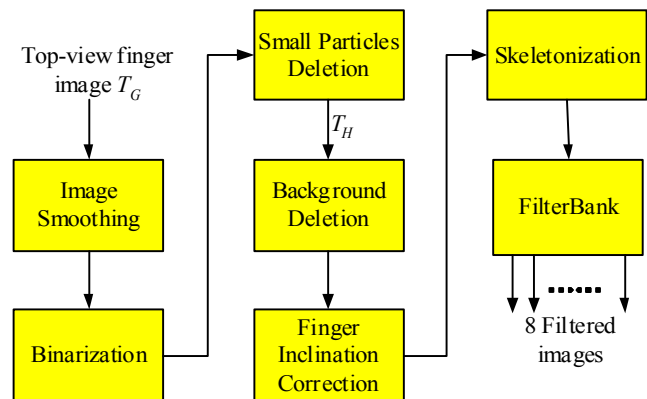 Top-view finger
image T_G
Image
Smoothing
Binarization
Small Particles
Deletion
T_H
Background
Deletion
Finger
Inclination
Correction
Skeletonization
FilterBank
8 Filtered
images